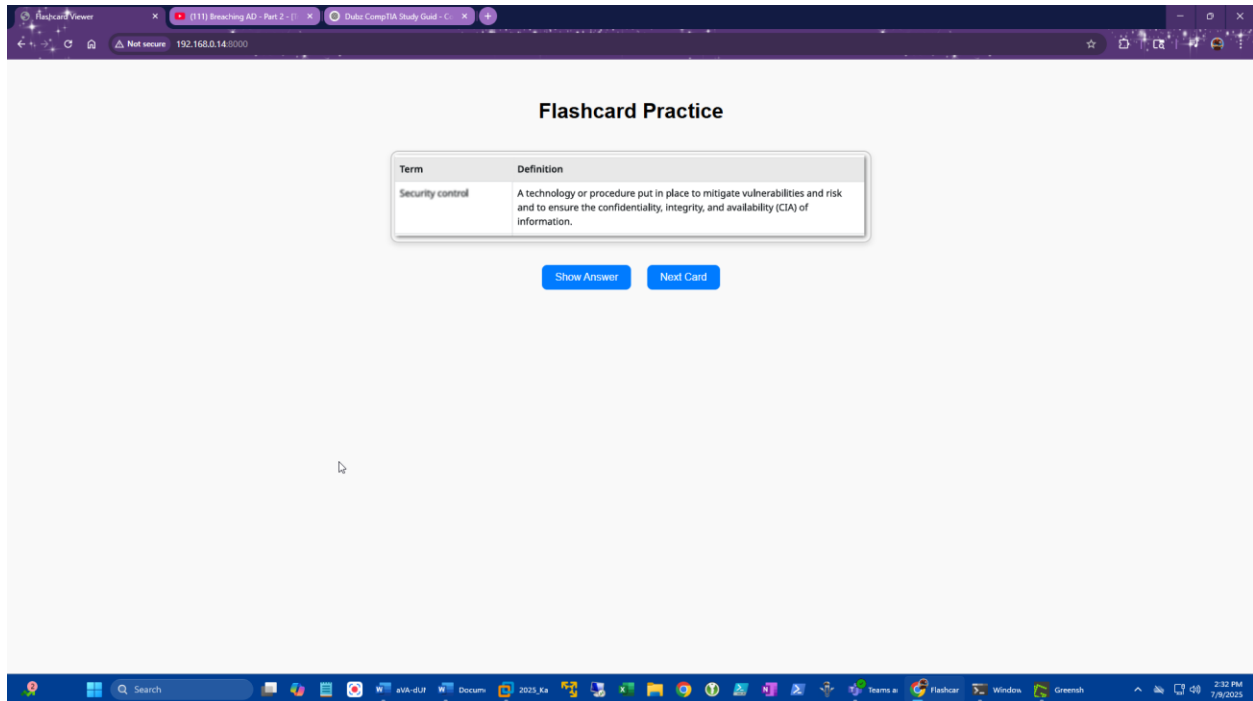 Flashcard Viewer
(111) Breaching AD - Part 2 - [
Dubz CompTIA Study Guid - C
Not secure 192.168.0.14:8000
Flashcard Practice
Term Definition
Security control A technology or procedure put in place to mitigate vulnerabilities and risk
and to ensure the confidentiality, integrity, and availability (CIA) of
information.
Show Answer Next Card
Search aVA-dUF Docum 2025_Ka Teams a Flashcar Window Greensh 2:32 PM
7/9/2025